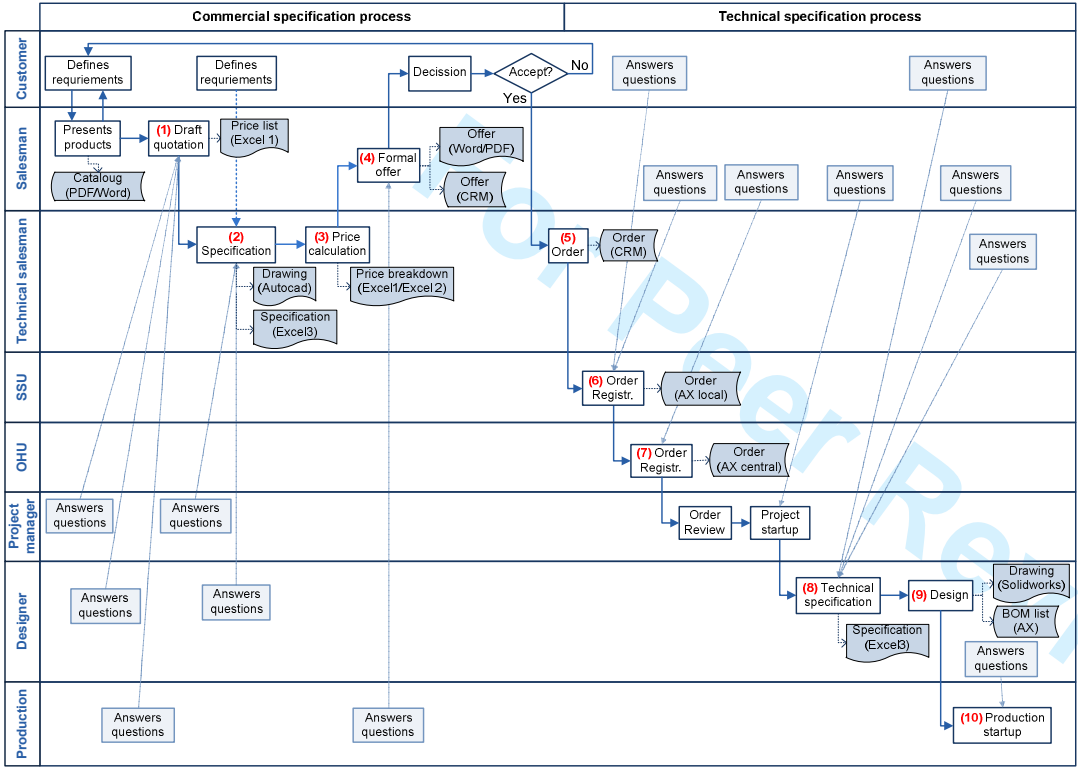 Commercial specification process
Technical specification process
Customer
Defines
requriements
Defines
requriements
Decission
Accept?
No
Yes
Answers
questions
Answers
questions
Salesman
Presents
products
(1) Draft
quotation
Price list
(Excel 1)
Cataloug
(PDF/Word)
(4) Formal
offer
Offer
(Word/PDF)
Offer
(CRM)
Answers
questions
Answers
questions
Answers
questions
Answers
questions
Technical salesman
(2)
Specification
(3) Price
calculation
Drawing
(Autocad)
Specification
(Excel3)
Price breakdown
(Excel1/Excel 2)
(5)
Order
Order
(CRM)
Answers
questions
SSU
(6) Order
Registr.
Order
(AX local)
OHU
(7) Order
Registr.
Order
(AX central)
Project
manager
Answers
questions
Answers
questions
Order
Review
Project
startup
Designer
Answers
questions
Answers
questions
(8) Technical
specification
(9) Design
Drawing
(Solidworks)
BOM list
(AX)
Specification
(Excel3)
Answers
questions
Production
Answers
questions
Answers
questions
(10) Production
startup
For Peer Revi